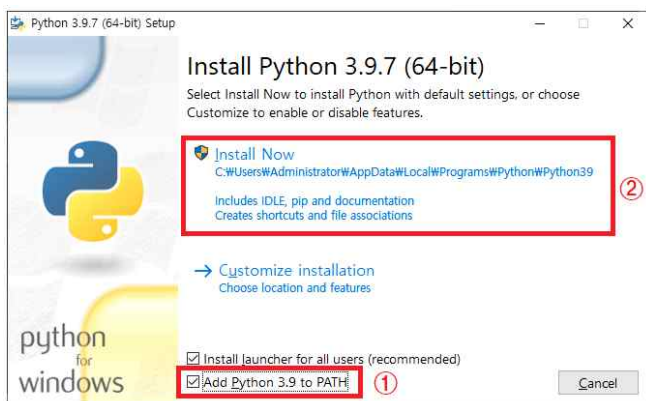 Python 3.9.7 (64-bit) Setup
Install Python 3.9.7 (64-bit)
Select Install Now to install Python with default settings, or choose
Customize to enable or disable features.
Install Now
C:₩Users₩Administrator₩AppData₩Local₩Programs₩Python₩Python39
②
Includes IDLE, pip and documentation
Creates shortcuts and file associations
→ Customize installation
Choose location and features
python
for
windows
Install launcher for all users (recommended)
Add Python 3.9 to PATH ①
Cancel